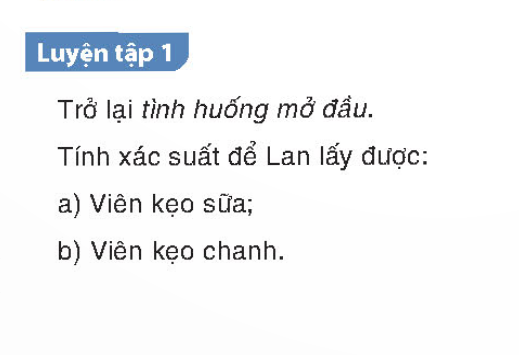 Luyện tập 1
Trở lại tình huống mở đầu.
Tính xác suất để Lan lấy được:
a) Viên kẹo sữa;
b) Viên kẹo chanh.